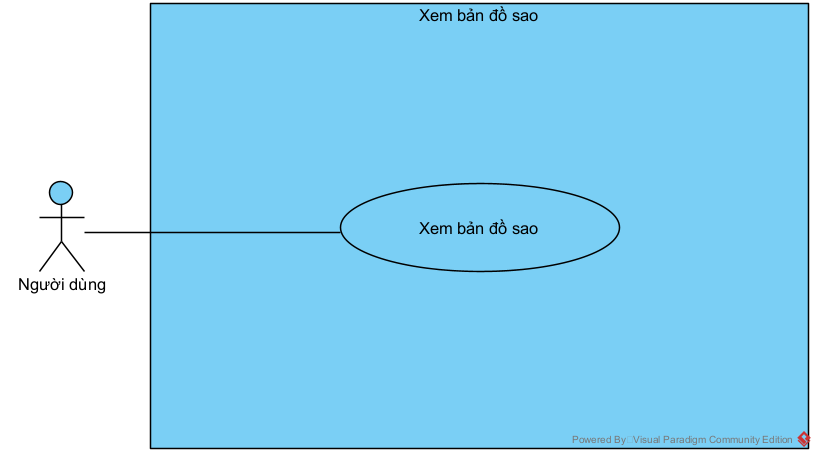 Xem bản đồ sao
Xem bản đồ sao
Người dùng
Powered By Visual Paradigm Community Edition